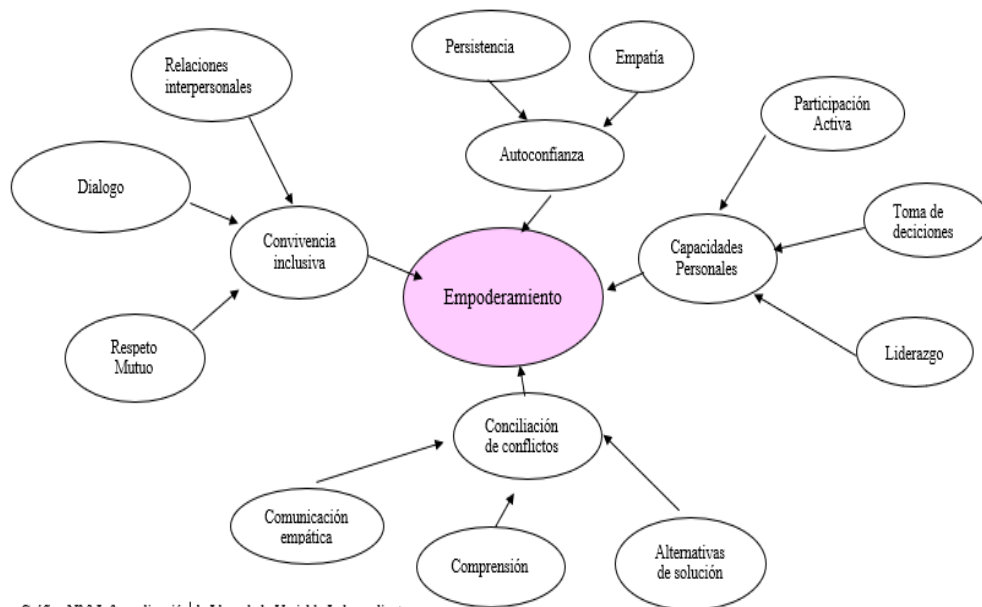 Persistencia
Empatía
Relaciones
interpersonales
Participación
Activa
Autoconfianza
Dialogo
Toma de
deciciones
Convivencia
inclusiva
Capacidades
Personales
Empoderamiento
Respeto
Mutuo
Liderazgo
Conciliación
de conflictos
Comunicación
empática
Comprensión
Alternativas
de solución